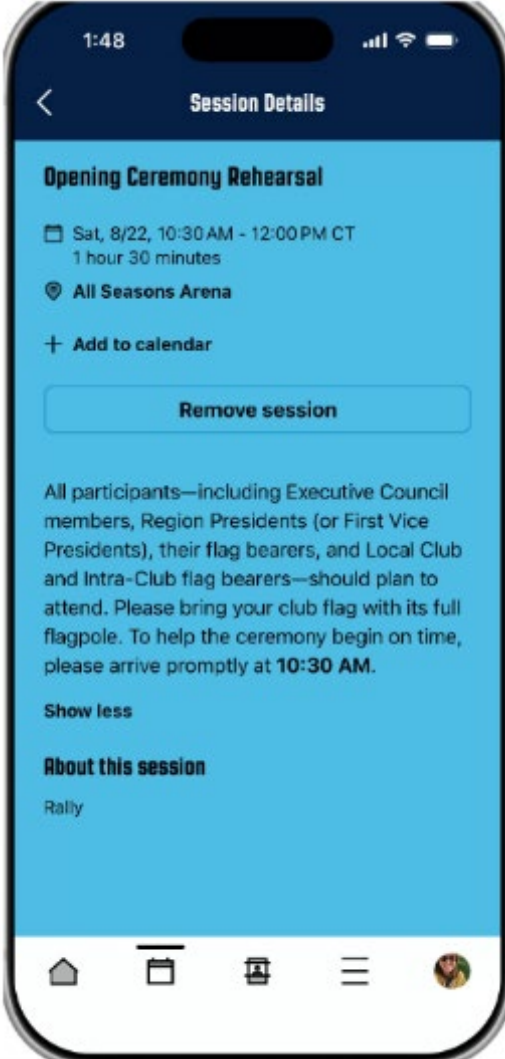 1:48
Session Details
Opening Ceremony Rehearsal
Sat, 8/22, 10:30 AM - 12:00 PM CT
1 hour 30 minutes
All Seasons Arena
+ Add to calendar
Remove session
All participants—including Executive Council
members, Region Presidents (or First Vice
Presidents), their flag bearers, and Local Club
and Intra-Club flag bearers—should plan to
attend. Please bring your club flag with its full
flagpole. To help the ceremony begin on time,
please arrive promptly at 10:30 AM.
Show less
About this session
Rally